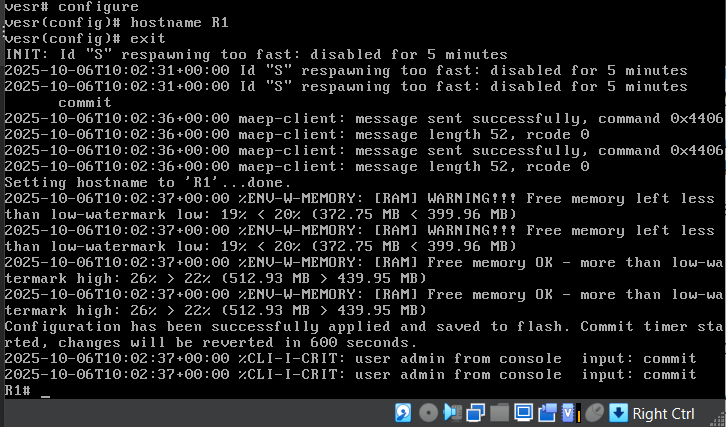 vesr# configure
vesr(config)# hostname R1
vesr(config)# exit
INIT: Id "S" respawning too fast: disabled for 5 minutes
2025-10-06T10:02:31+00:00 Id "S" respawning too fast: disabled for 5 minutes
2025-10-06T10:02:31+00:00 Id "S" respawning too fast: disabled for 5 minutes
commit
2025-10-06T10:02:36+00:00 maep-client: message sent successfully, command 0x4406
2025-10-06T10:02:36+00:00 maep-client: message length 52, rcode 0
2025-10-06T10:02:36+00:00 maep-client: message sent successfully, command 0x4406
2025-10-06T10:02:36+00:00 maep-client: message length 52, rcode 0
Setting hostname to 'R1'...done.
2025-10-06T10:02:37+00:00 %ENV-W-MEMORY: [RAM] WARNING!!! Free memory left less
than low-watermark low: 19% < 20% (372.75 MB < 399.96 MB)
2025-10-06T10:02:37+00:00 %ENV-W-MEMORY: [RAM] WARNING!!! Free memory left less
than low-watermark low: 19% < 20% (372.75 MB < 399.96 MB)
2025-10-06T10:02:37+00:00 %ENV-W-MEMORY: [RAM] Free memory OK - more than low-wa
termark high: 26% > 22% (512.93 MB > 439.95 MB)
2025-10-06T10:02:37+00:00 %ENV-W-MEMORY: [RAM] Free memory OK - more than low-wa
termark high: 26% > 22% (512.93 MB > 439.95 MB)
Configuration has been successfully applied and saved to flash. Commit timer sta
rted, changes will be reverted in 600 seconds.
2025-10-06T10:02:37+00:00 %CLI-I-CRIT: user admin from console  input: commit
2025-10-06T10:02:37+00:00 %CLI-I-CRIT: user admin from console  input: commit
R1# _
Right Ctrl